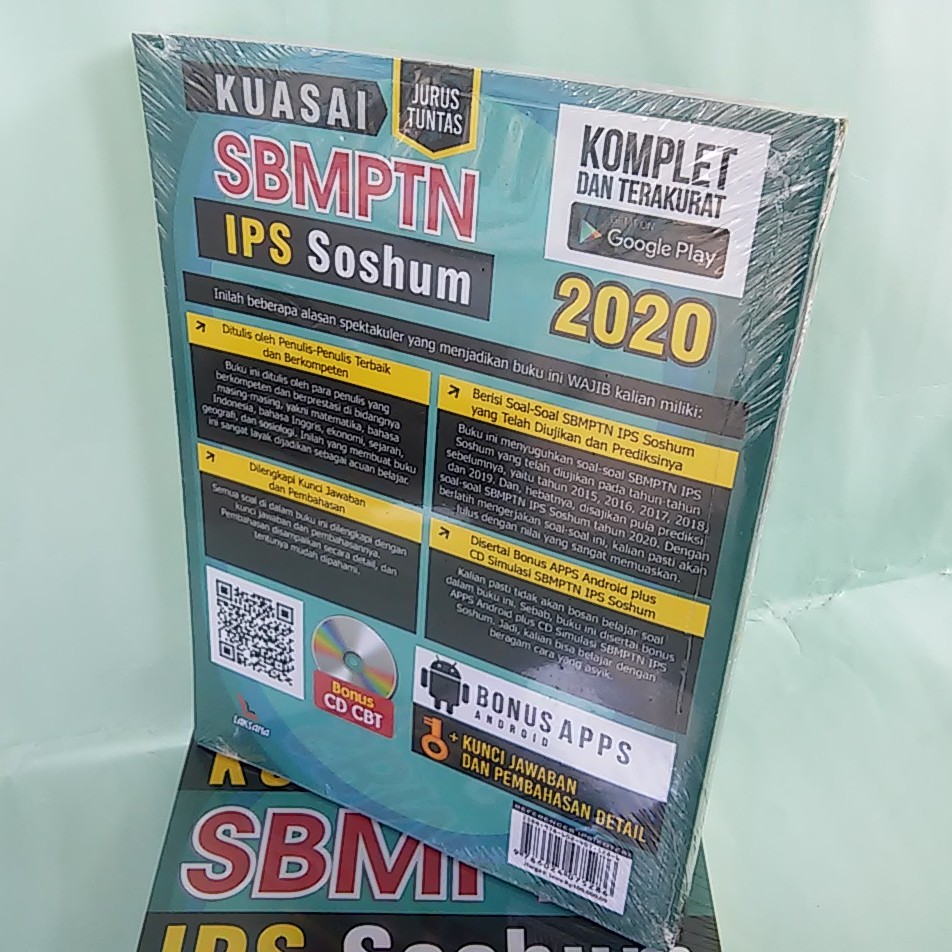 KUASAI
JURUS
TUNTAS
SBMPTN
IPS Soshum
KOMPLET
DAN TERAKURAT
GET IT ON
Google Play
2020
Inilah beberapa alasan spektakuler yang menjadikan buku ini WAJIB kalian miliki:
Ditulis oleh Penulis-Penulis Terbaik
dan Berkompeten
Buku ini ditulis oleh para penulis yang
berkompeten dan berprestasi di bidangnya
masing-masing, yakni matematika, bahasa
Indonesia, bahasa Inggris, ekonomi, sejarah,
geografi, dan sosiologi. Inilah yang membuat buku
ini sangat layak dijadikan sebagai acuan belajar.
Dilengkapi Kunci Jawaban
dan Pembahasan
Semua soal di dalam buku ini dilengkapi dengan
kunci jawaban dan pembahasannya.
Pembahasan disampaikan secara detail, dan
tentunya mudah dipahami.
Berisi Soal-Soal SBMPTN IPS Soshum
yang Telah Diujikan dan Prediksinya
Buku ini menyuguhkan soal-soal SBMPTN IPS
Soshum yang telah diujikan pada tahun-tahun
sebelumnya, yaitu tahun 2015, 2016, 2017, 2018,
dan 2019. Dan, hebatnya, disajikan pula prediksi
soal-soal SBMPTN IPS Soshum tahun 2020. Dengan
berlatih mengerjakan soal-soal ini, kalian pasti akan
lulus dengan nilai yang sangat memuaskan.
Disertai Bonus APPS Android plus
CD Simulasi SBMPTN IPS Soshum
Kalian pasti tidak akan bosan belajar soal
dalam buku ini. Sebab, buku ini disertai bonus
APPS Android plus CD Simulasi SBMPTN IPS
Soshum. Jadi, kalian bisa belajar dengan
beragam cara yang asyik.
Bonus
CD CBT
Laksana
BONUS APPS
ANDROID
+ KUNCI JAWABAN
DAN PEMBAHASAN DETAIL
SBMP
IPS Soshum